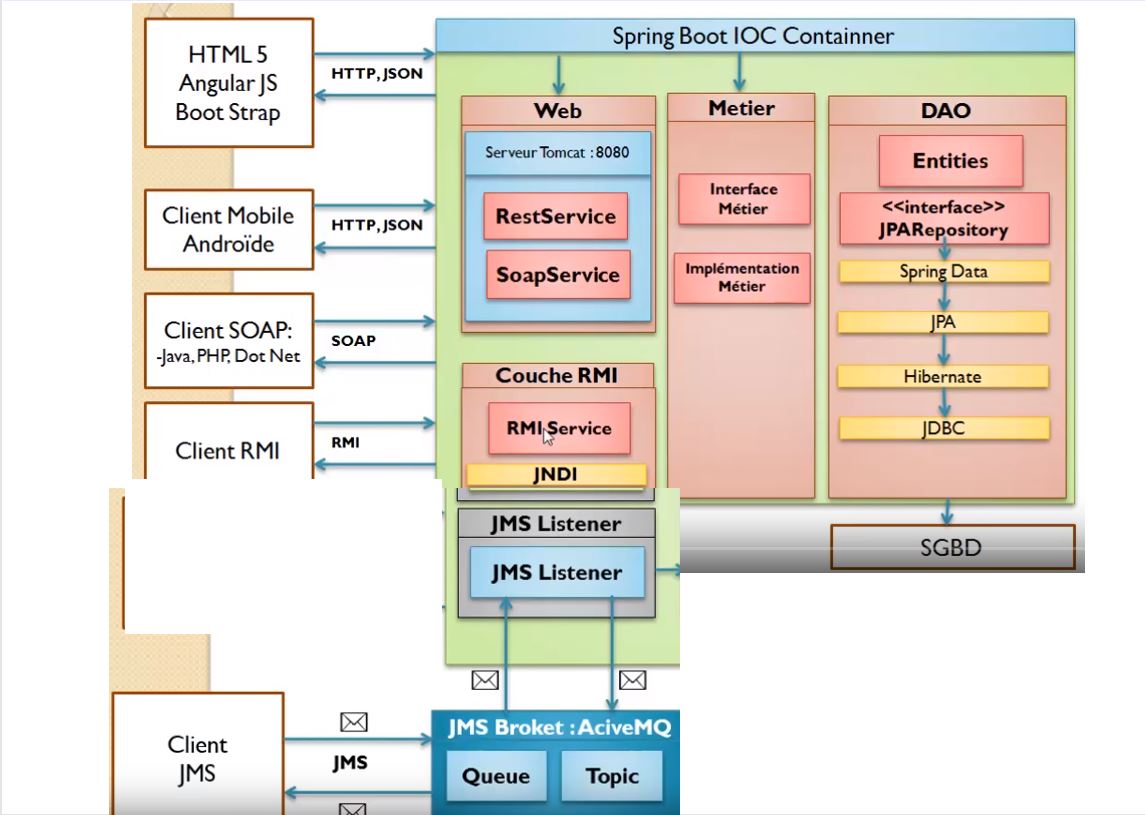 Spring Boot IOC Containner
HTML 5
Angular JS
Boot Strap
HTTP, JSON
Client Mobile
Androïde
HTTP, JSON
Client SOAP:
-Java, PHP, Dot Net
SOAP
Client RMI
RMI
Web
Serveur Tomcat : 8080
RestService
SoapService
Couche RMI
RMI Service
JNDI
JMS Listener
JMS Listener
Metier
Interface
Métier
Implémentation
Métier
DAO
Entities
<<interface>>
JPARepository
Spring Data
JPA
Hibernate
JDBC
SGBD
Client
JMS
JMS
JMS Broket : AciveMQ
Queue
Topic